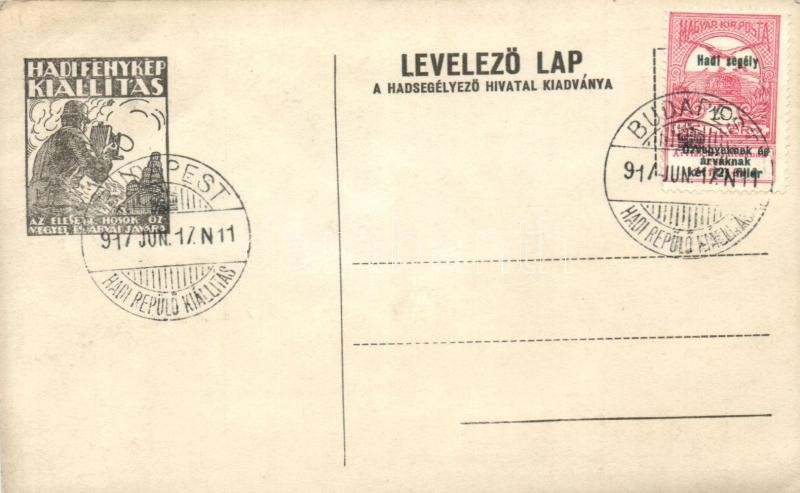 HADIFÉNYKÉP
KIÁLLITÁS
AZ ELESETT HŐSÖK ÖZ
VEGYEI ÉS ÁRVÁI JAVÁRA
BUDAPEST
917 JUN. 17. N 11
HADI REPÜLŐ KIÁLLITÁS
LEVELEZŐ LAP
A HADSEGÉLYEZŐ HIVATAL KIADVÁNYA
MAGYAR KIR. POSTA
Hadi segély
Özvegyeknek és
árváknak
két (2) fillér
BUDAPEST
917 JUN. 17. N 11
HADI REPÜLŐ KIÁLLITÁS
darabanth